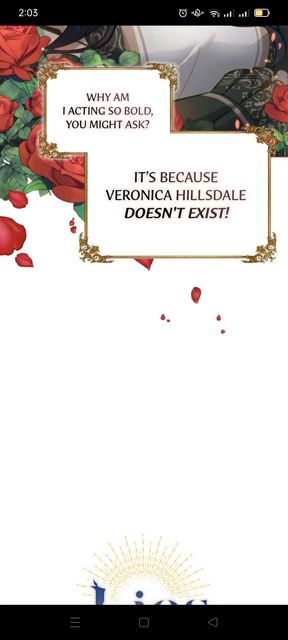 2:03
WHY AM
I ACTING SO BOLD,
YOU MIGHT ASK?
IT'S BECAUSE
VERONICA HILLSDALE
DOESN'T EXIST!